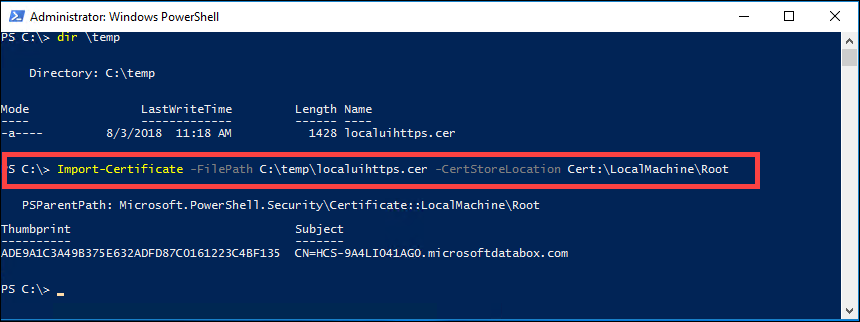 Administrator: Windows PowerShell
PS C:\> dir \temp
Directory: C:\temp
Mode LastWriteTime Length Name
---- ------------- ------ ----
-a---- 8/3/2018 11:18 AM 1428 localuihttps.cer
PS C:\> Import-Certificate -FilePath C:\temp\localuihttps.cer -CertStoreLocation Cert:\LocalMachine\Root
PSParentPath: Microsoft.PowerShell.Security\Certificate::LocalMachine\Root
Thumbprint Subject
---------- -------
ADE9A1C3A49B375E632ADFD87C0161223C4BF135 CN=HCS-9A4LI041AG0.microsoftdatabox.com
PS C:\> _